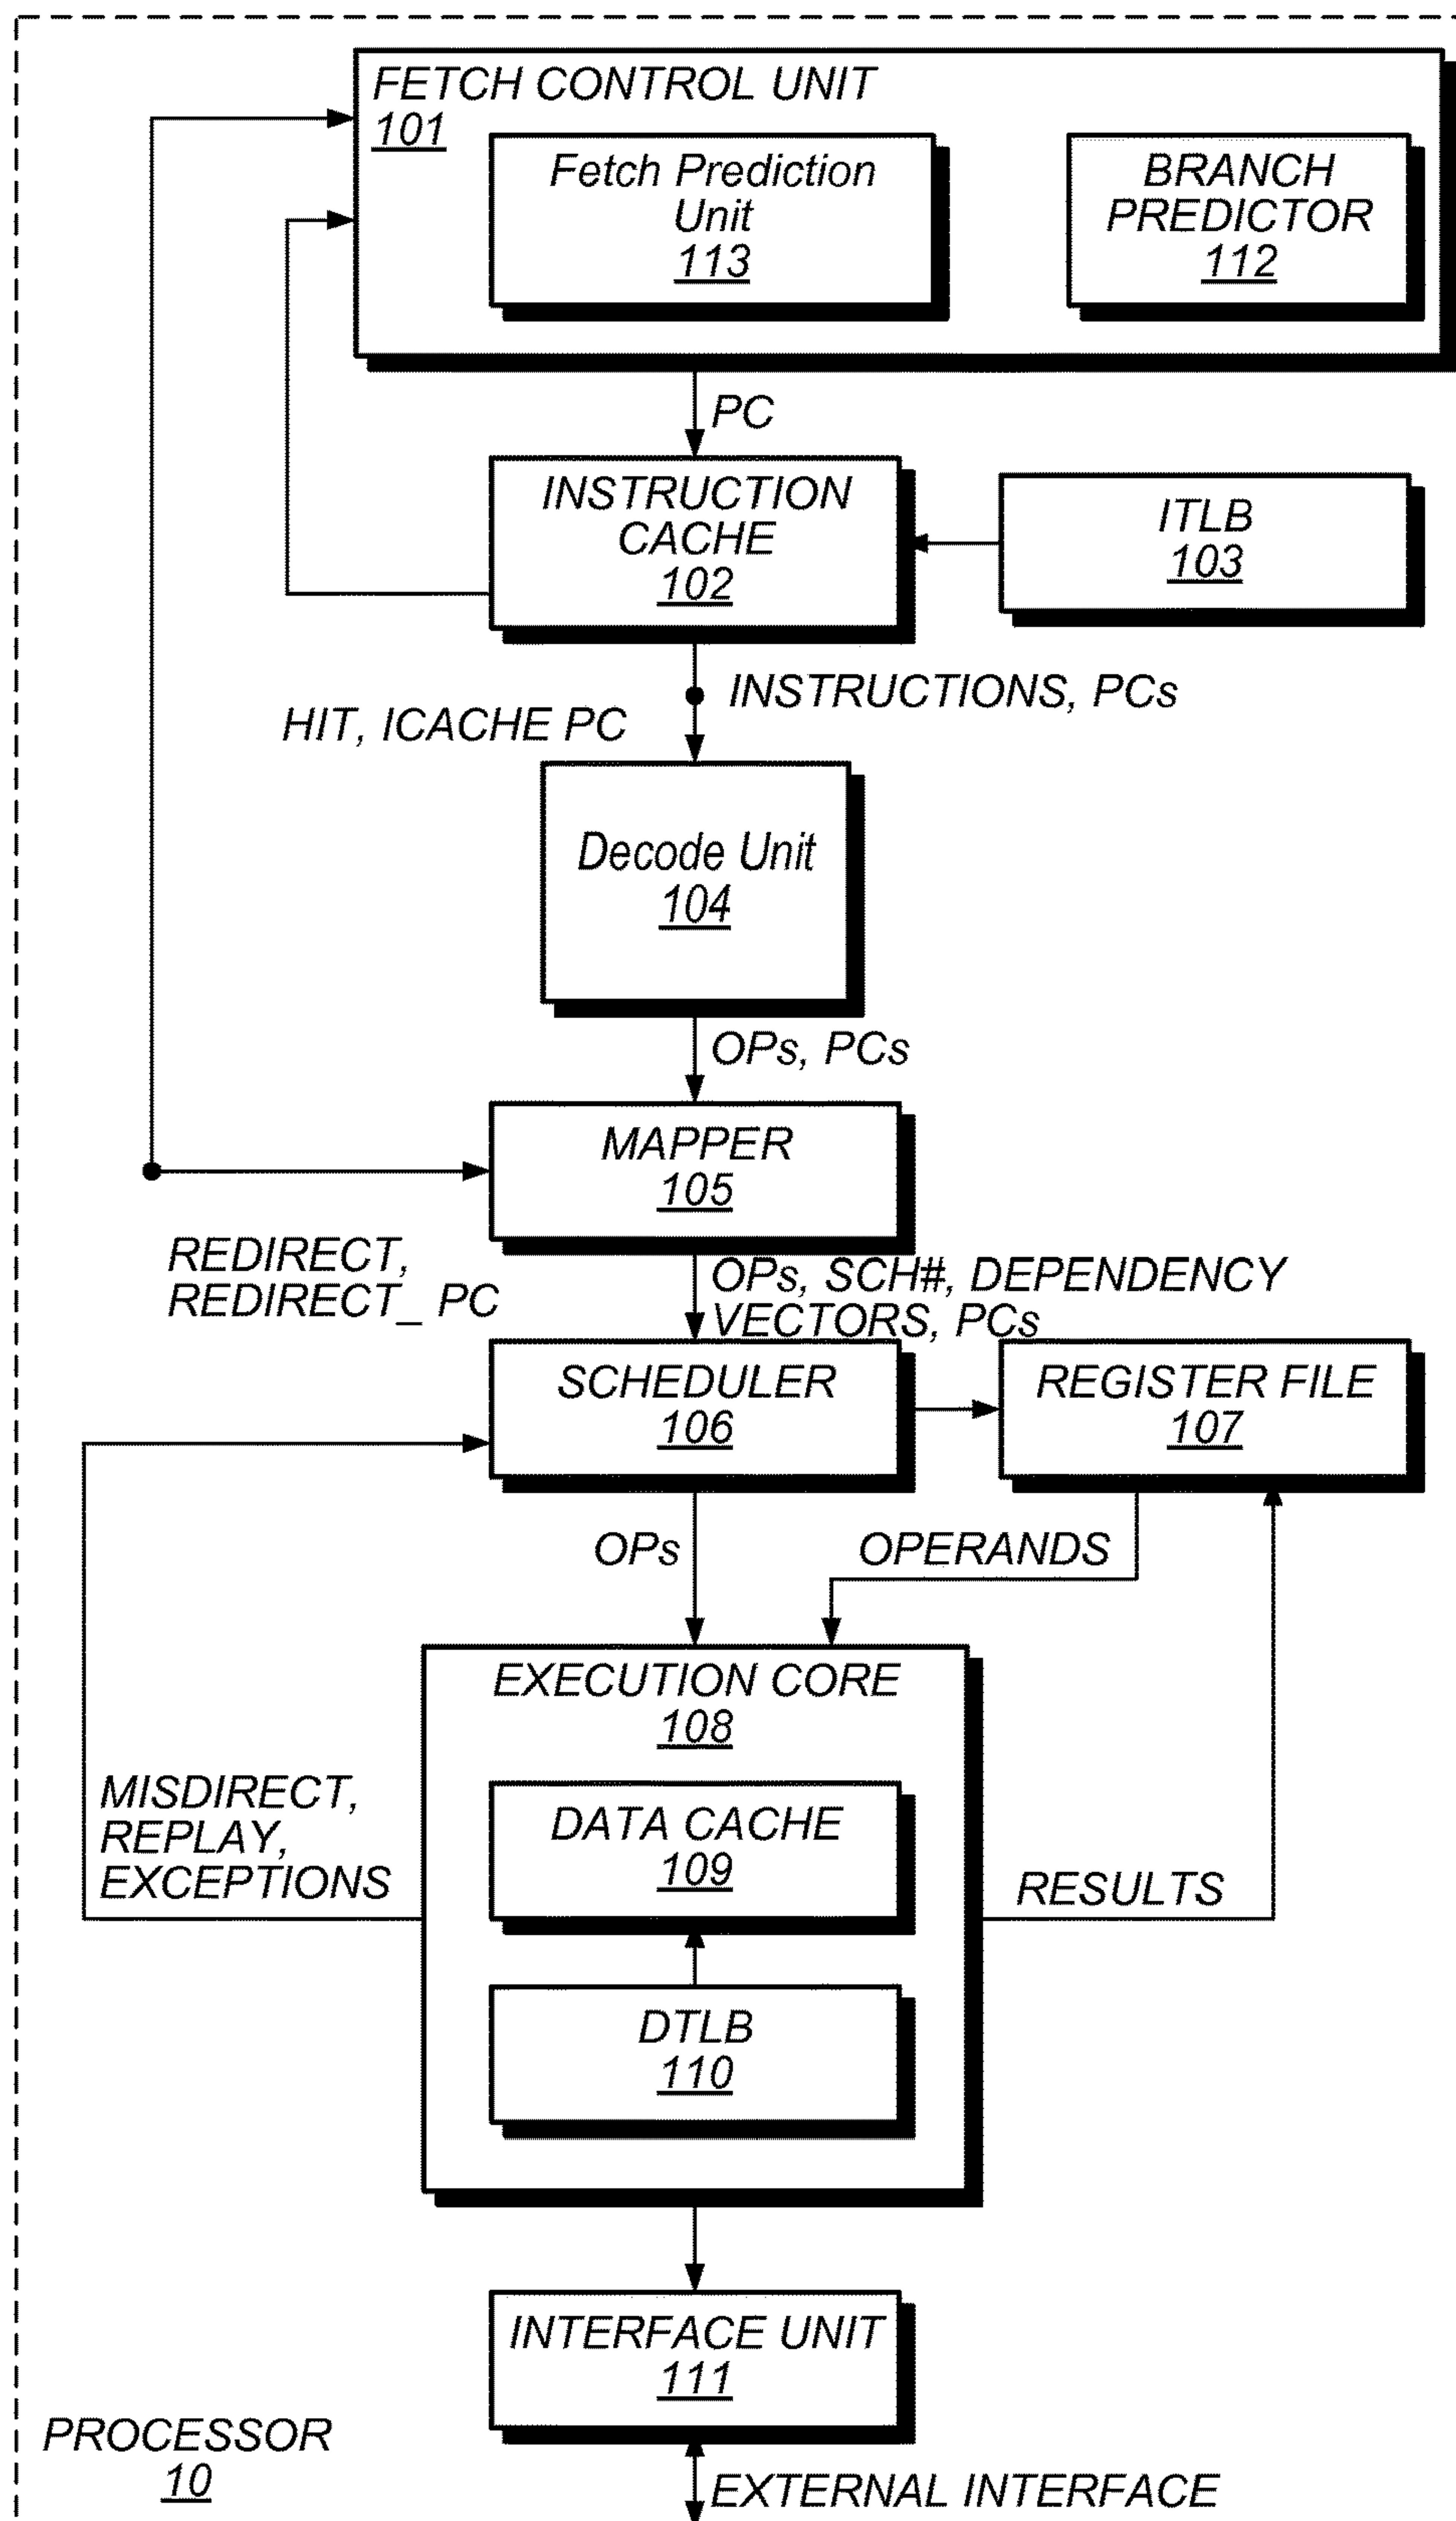 FETCH CONTROL UNIT
101
Fetch Prediction
Unit
113
BRANCH
PREDICTOR
112
PC
INSTRUCTION
CACHE
102
ITLB
103
INSTRUCTIONS, PCs
HIT, ICACHE PC
Decode Unit
104
OPs, PCs
MAPPER
105
REDIRECT,
REDIRECT_ PC
OPs, SCH#, DEPENDENCY
VECTORS, PCs
SCHEDULER
106
REGISTER FILE
107
OPs
OPERANDS
EXECUTION CORE
108
MISDIRECT,
REPLAY,
EXCEPTIONS
DATA CACHE
109
RESULTS
DTLB
110
INTERFACE UNIT
111
PROCESSOR
10
EXTERNAL INTERFACE